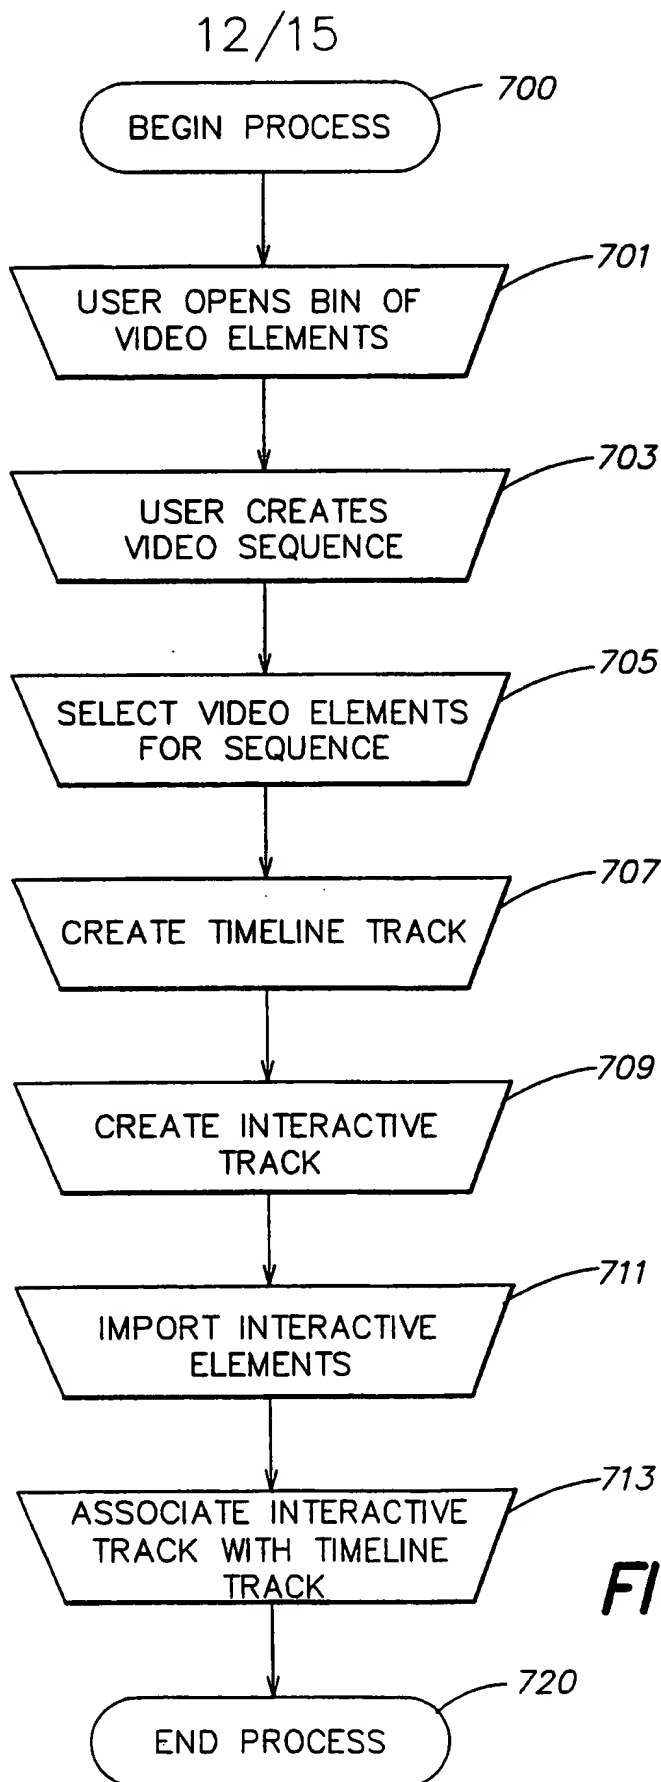 12/15
700
BEGIN PROCESS
701
USER OPENS BIN OF
VIDEO ELEMENTS
703
USER CREATES
VIDEO SEQUENCE
705
SELECT VIDEO ELEMENTS
FOR SEQUENCE
707
CREATE TIMELINE TRACK
709
CREATE INTERACTIVE
TRACK
711
IMPORT INTERACTIVE
ELEMENTS
713
ASSOCIATE INTERACTIVE
TRACK WITH TIMELINE
TRACK
FI
720
END PROCESS